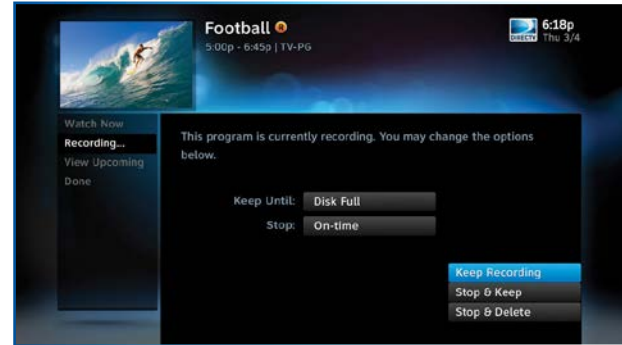 Football R
5:00p - 6:45p | TV-PG
DIRECTV
6:18p
Thu 3/4
Watch Now
Recording...
View Upcoming
Done
This program is currently recording. You may change the options
below.
Keep Until: Disk Full
Stop: On-time
Keep Recording
Stop & Keep
Stop & Delete